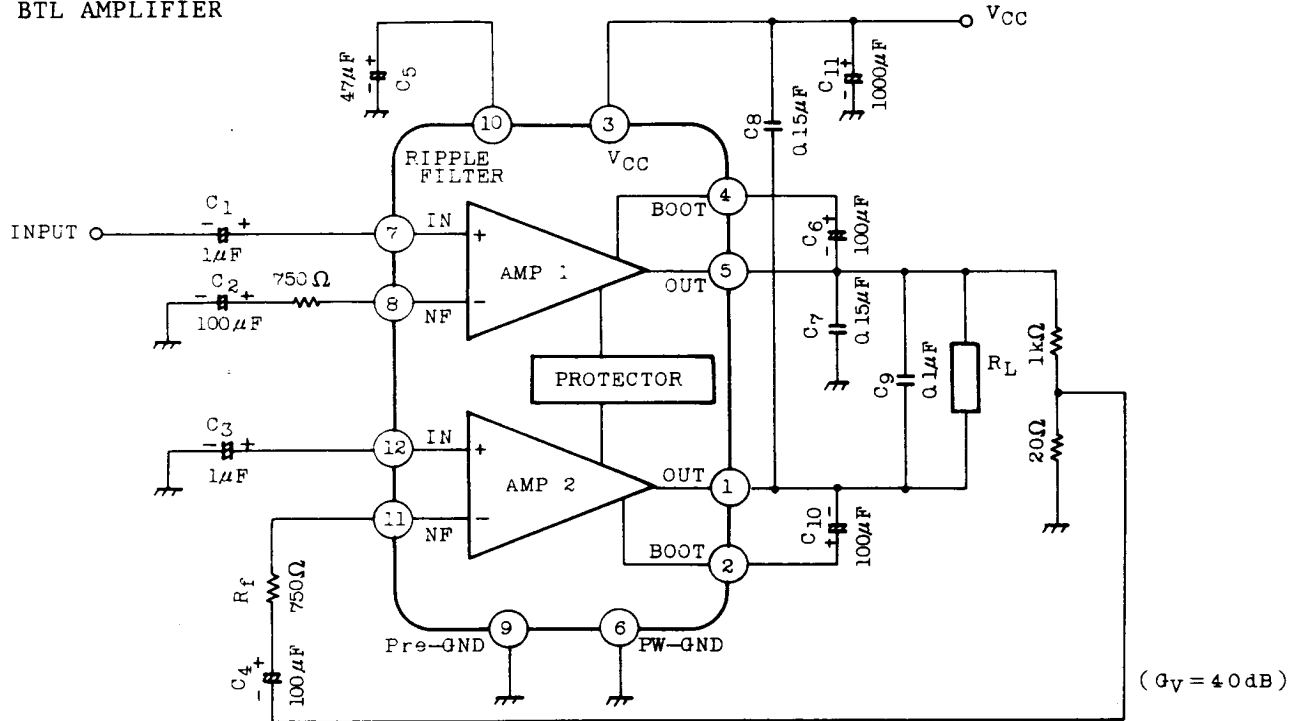 BTL AMPLIFIER
VCC
47μF
+
-
C5
C11
+
-
1000μF
C8
0.15μF
10
3
RIPPLE
FILTER
VCC
4
BOOT
C6
+
-
100μF
INPUT
C1
- +
1μF
7
IN
+
AMP 1
OUT
5
C2
- +
100μF
750Ω
8
NF
-
C7
0.15μF
1kΩ
PROTECTOR
C9
0.1μF
RL
C3
- +
1μF
12
IN
+
AMP 2
OUT
1
20Ω
11
NF
-
C10
-
+
100μF
BOOT
2
Rf
750Ω
Pre-GND
9
6
PW-GND
C4
+
-
100μF
(GV=40dB)